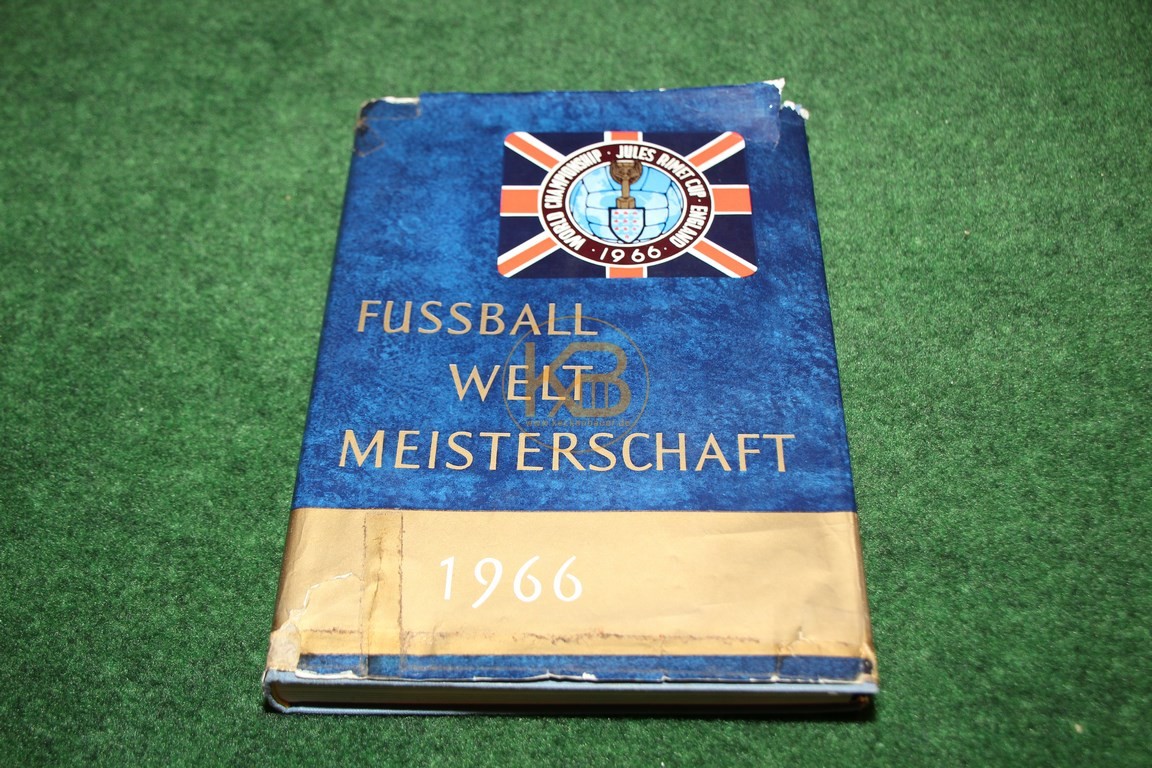 WORLD CHAMPIONSHIP · JULES RIMET CUP · ENGLAND
· 1966 ·
FUSSBALL
WELT
MEISTERSCHAFT
1966